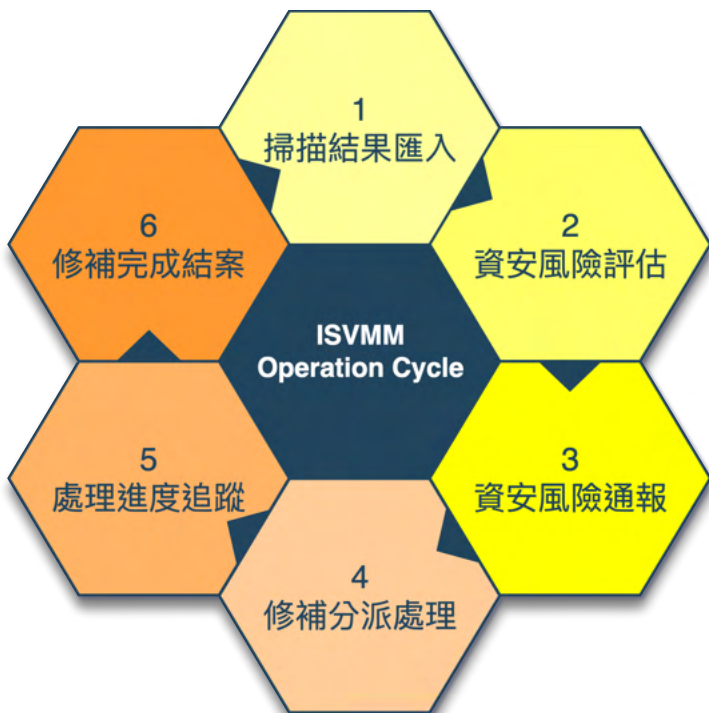 1
掃描結果匯入
2
資安風險評估
3
資安風險通報
4
修補分派處理
5
處理進度追蹤
6
修補完成結案
ISVMM
Operation Cycle